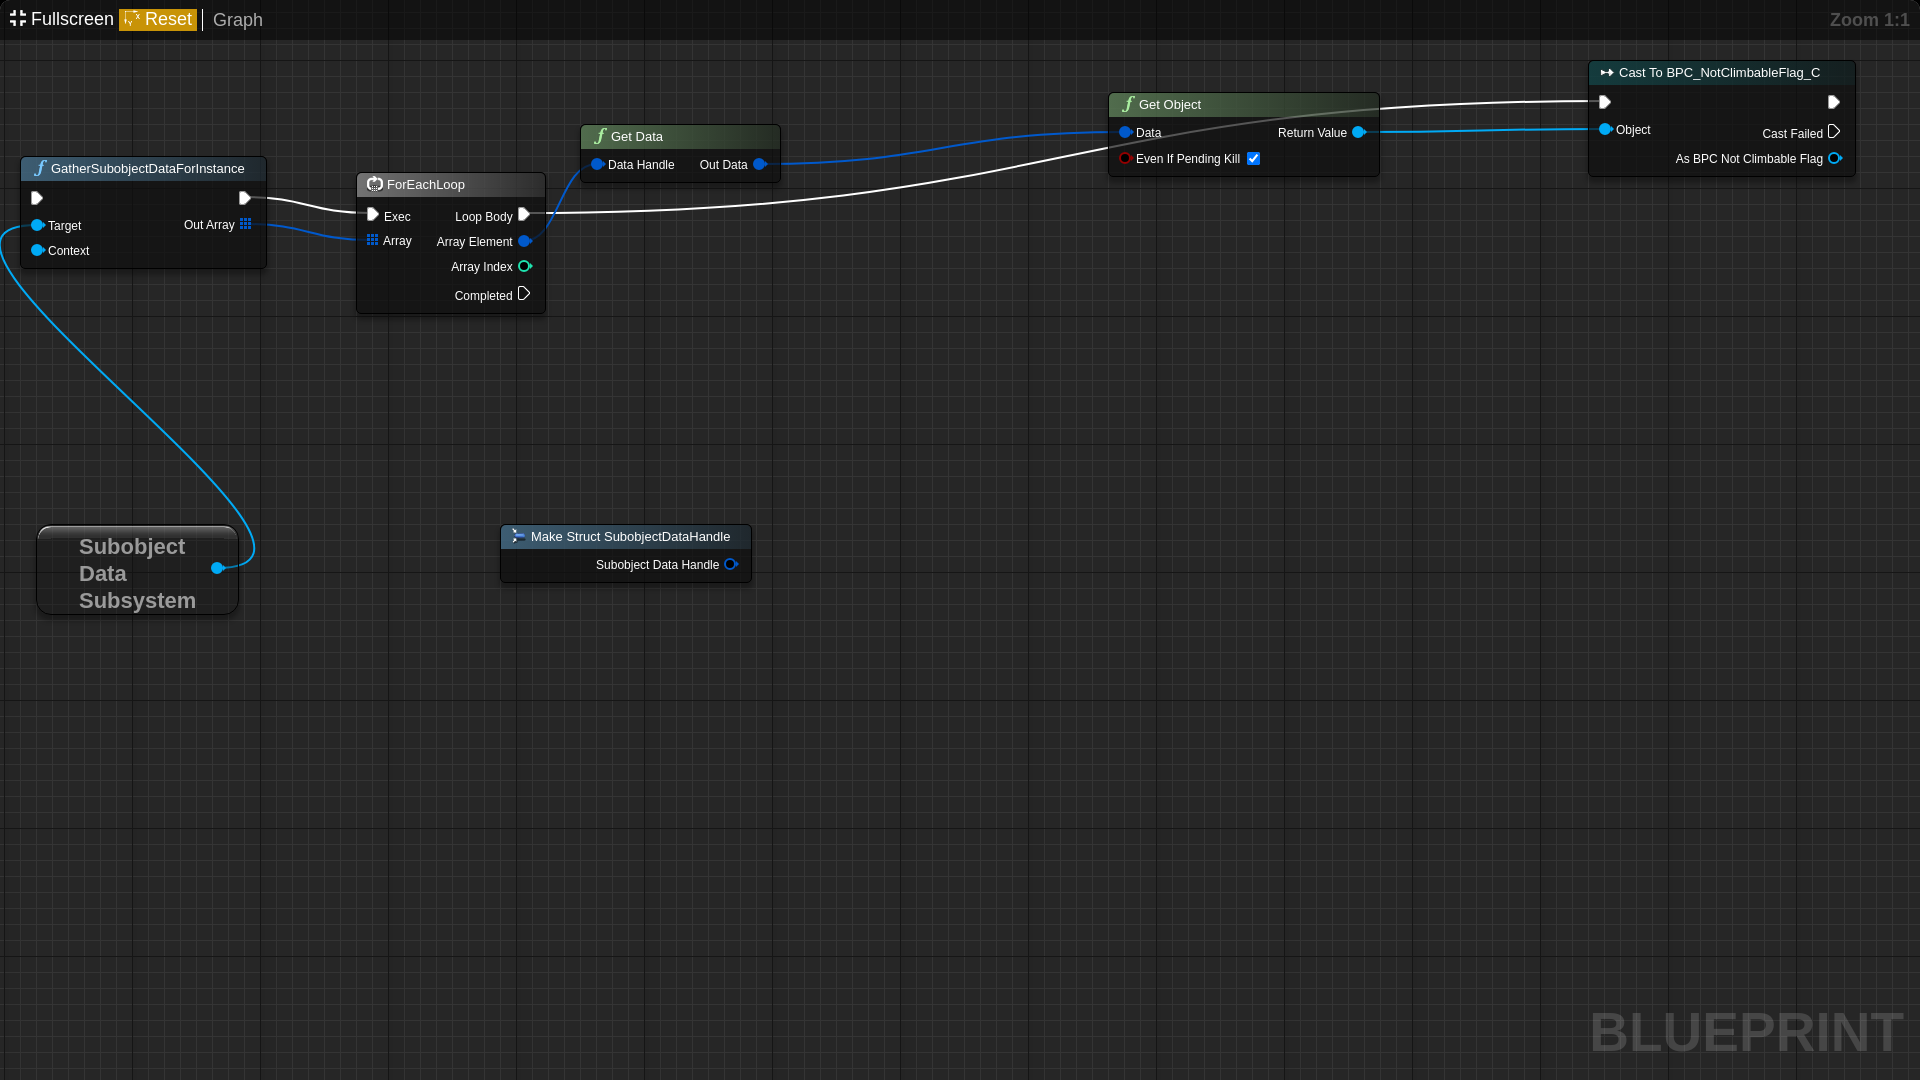 Fullscreen Reset Graph Zoom 1:1
Cast To BPC_NotClimbableFlag_C
Object
Cast Failed
As BPC Not Climbable Flag
Get Object
Data Return Value
Even If Pending Kill
Get Data
Data Handle Out Data
GatherSubobjectDataForInstance
Target Out Array
Context
ForEachLoop
Exec Loop Body
Array Array Element
Array Index
Completed
Subobject
Data
Subsystem
Make Struct SubobjectDataHandle
Subobject Data Handle
BLUEPRINT